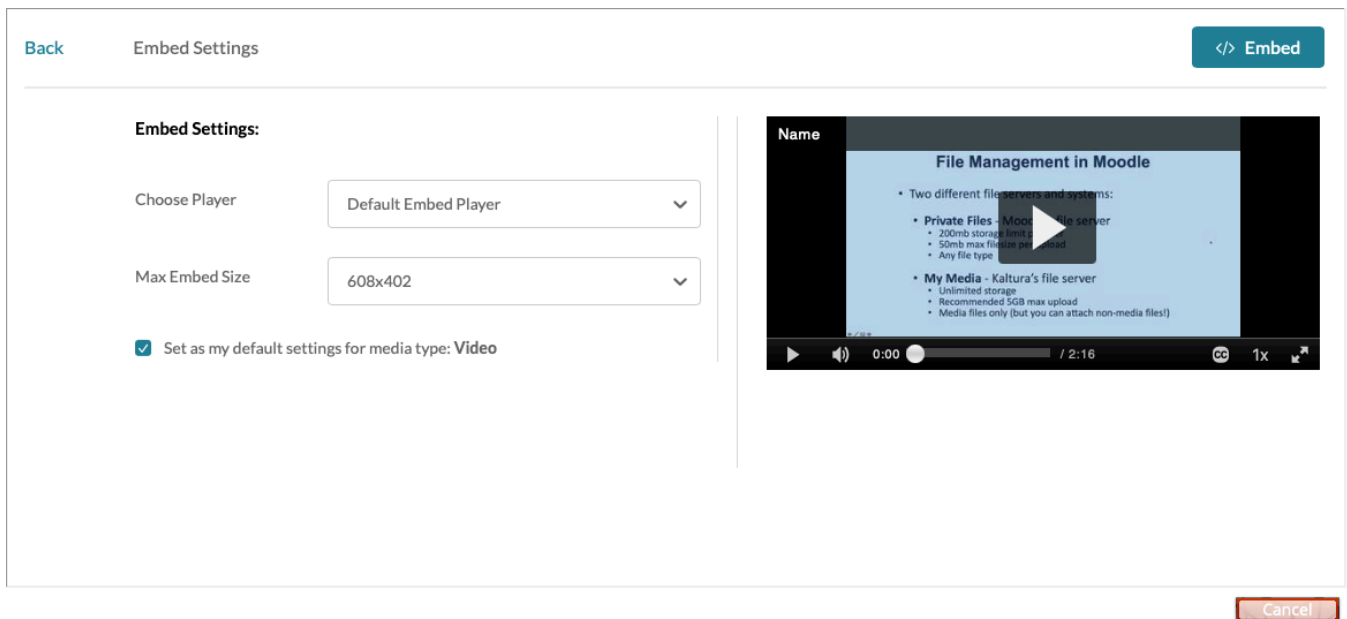 Back Embed Settings </> Embed
Embed Settings:
Choose Player Default Embed Player
Max Embed Size 608x402
Set as my default settings for media type: Video
Name
File Management in Moodle
• Two different file servers and systems:
• Private Files - Moodle's file server
• 200mb storage limit
• 50mb max filesize per upload
• Any file type
• My Media - Kaltura's file server
• Unlimited storage
• Recommended 5GB max upload
• Media files only (but you can attach non-media files!)
0:00 / 2:16 CC 1x
Cancel